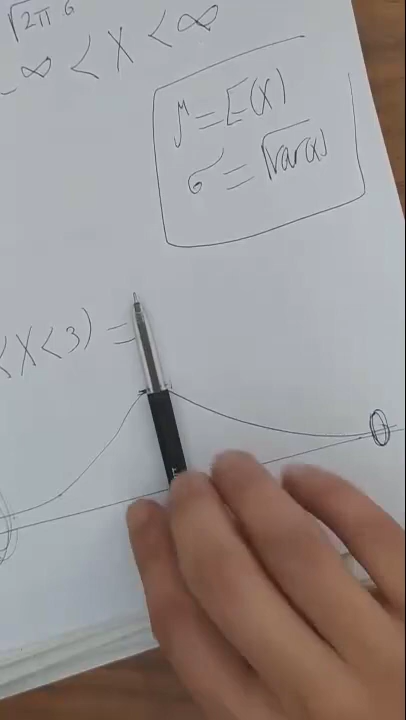 √2π σ
-∞ < X < ∞
μ = E(X)
σ = √Var(X)
<X<3) =